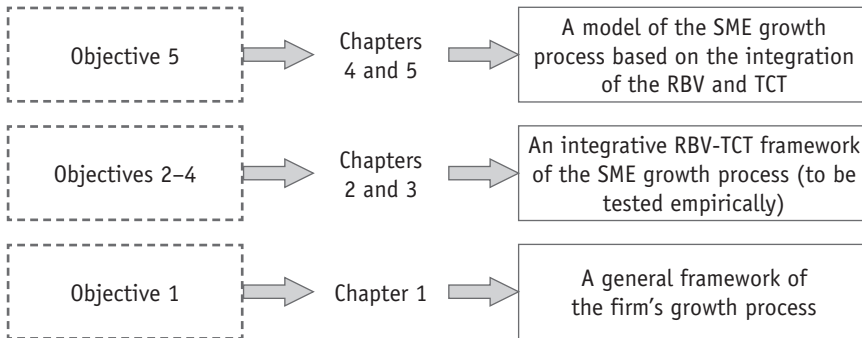 Objective 5
Chapters
4 and 5
A model of the SME growth
process based on the integration
of the RBV and TCT
Objectives 2–4
Chapters
2 and 3
An integrative RBV-TCT framework
of the SME growth process (to be
tested empirically)
Objective 1
Chapter 1
A general framework of
the firm’s growth process